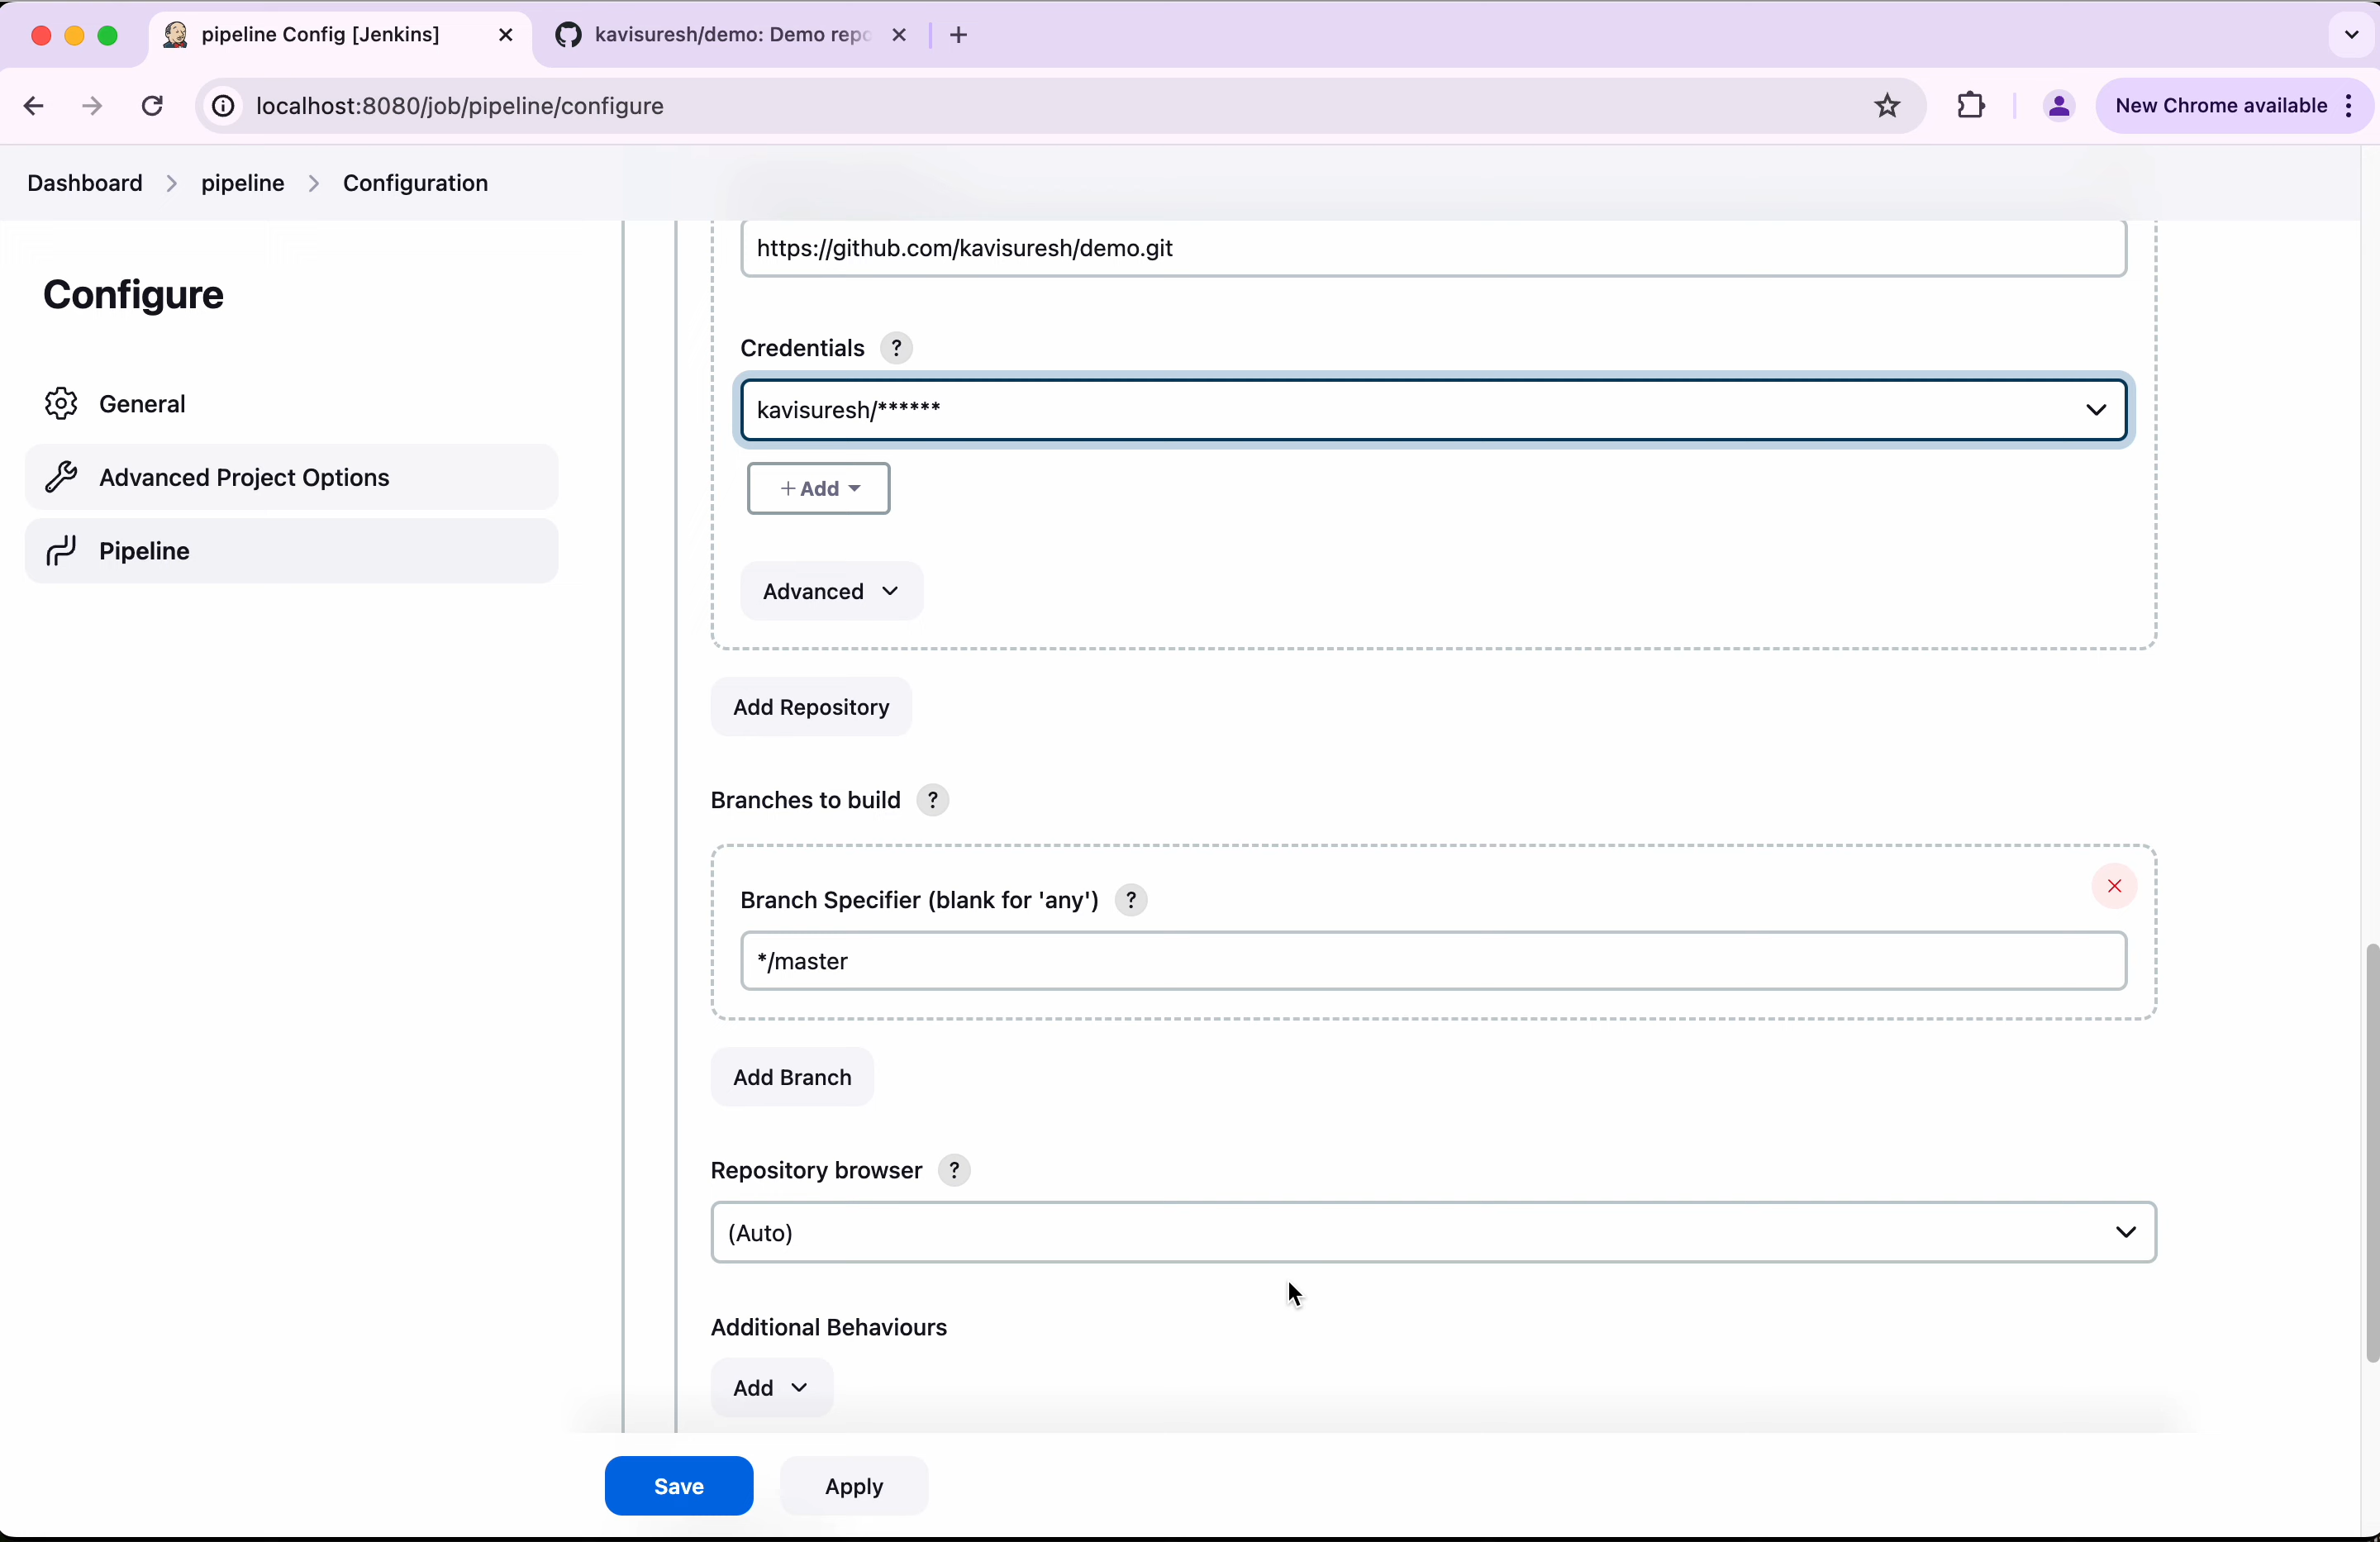 pipeline Config [Jenkins]
kavisuresh/demo: Demo repo
localhost:8080/job/pipeline/configure
New Chrome available
Dashboard > pipeline > Configuration
Configure
General
Advanced Project Options
Pipeline
https://github.com/kavisuresh/demo.git
Credentials ?
kavisuresh/******
+ Add
Advanced
Add Repository
Branches to build ?
Branch Specifier (blank for 'any') ?
*/master
Add Branch
Repository browser ?
(Auto)
Additional Behaviours
Add
Save
Apply